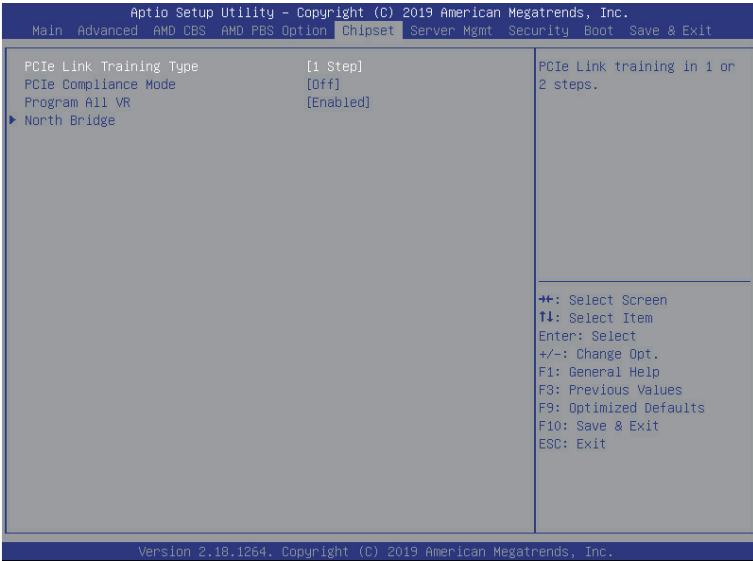 Aptio Setup Utility – Copyright (C) 2019 American Megatrends, Inc.
Main Advanced AMD CBS AMD PBS Option Chipset Server Mgmt Security Boot Save & Exit
PCIe Link Training Type [1 Step]
PCIe Compliance Mode [Off]
Program All VR [Enabled]
▶ North Bridge
PCIe Link training in 1 or
2 steps.
→←: Select Screen
↑↓: Select Item
Enter: Select
+/-: Change Opt.
F1: General Help
F3: Previous Values
F9: Optimized Defaults
F10: Save & Exit
ESC: Exit
Version 2.18.1264. Copyright (C) 2019 American Megatrends, Inc.